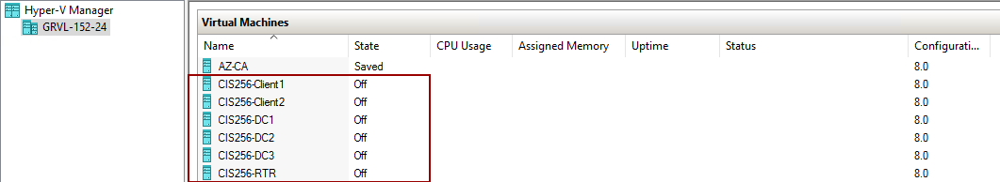 Hyper-V Manager
GRVL-152-24
Virtual Machines
Name State CPU Usage Assigned Memory Uptime Status Configurati...
AZ-CA Saved 8.0
CIS256-Client1 Off 8.0
CIS256-Client2 Off 8.0
CIS256-DC1 Off 8.0
CIS256-DC2 Off 8.0
CIS256-DC3 Off 8.0
CIS256-RTR Off 8.0